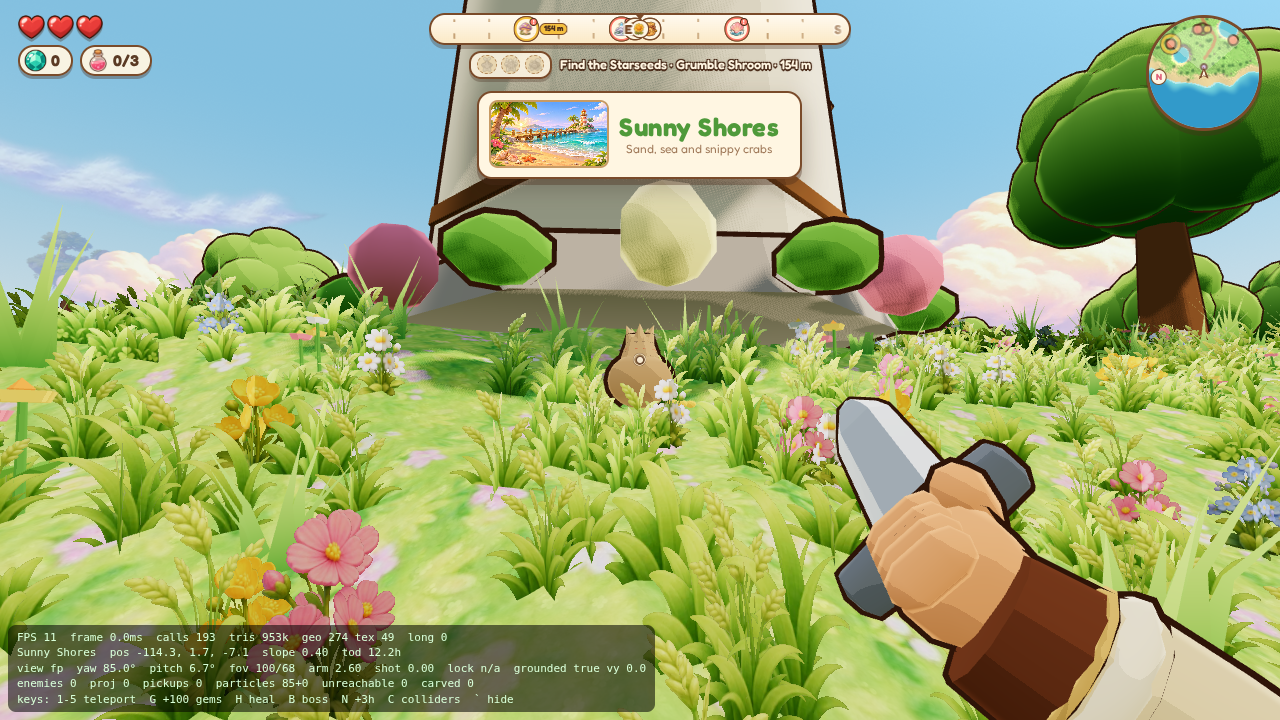 154 m
E
S
0
0/3
Find the Starseeds · Grumble Shroom · 154 m
Sunny Shores
Sand, sea and snippy crabs
N
FPS 11 frame 0.0ms calls 193 tris 953k geo 274 tex 49 long 0
Sunny Shores pos -114.3, 1.7, -7.1 slope 0.40 tod 12.2h
view fp yaw 85.0° pitch 6.7° fov 100/68 arm 2.60 shot 0.00 lock n/a grounded true vy 0.0
enemies 0 proj 0 pickups 0 particles 85+0 unreachable 0 carved 0
keys: 1-5 teleport G +100 gems H heal B boss N +3h C colliders ` hide